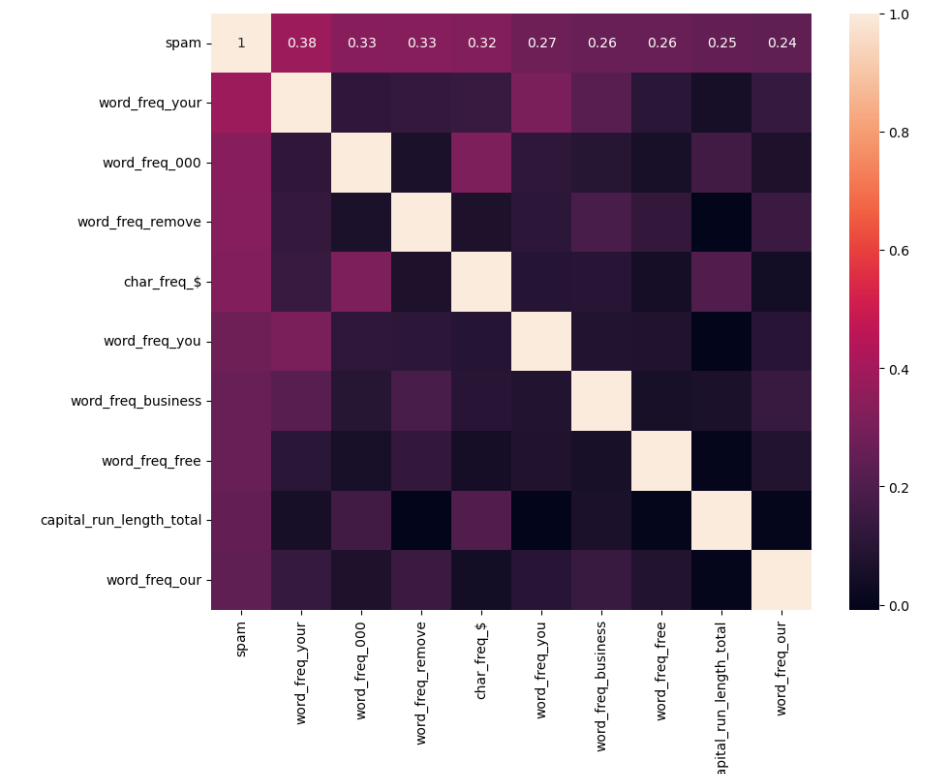 spam 1 0.38 0.33 0.33 0.32 0.27 0.26 0.26 0.25 0.24
word_freq_your
word_freq_000
word_freq_remove
char_freq_$
word_freq_you
word_freq_business
word_freq_free
capital_run_length_total
word_freq_our
spam
word_freq_your
word_freq_000
word_freq_remove
char_freq_$
word_freq_you
word_freq_business
word_freq_free
apital_run_length_total
word_freq_our
1.0
0.8
0.6
0.4
0.2
0.0